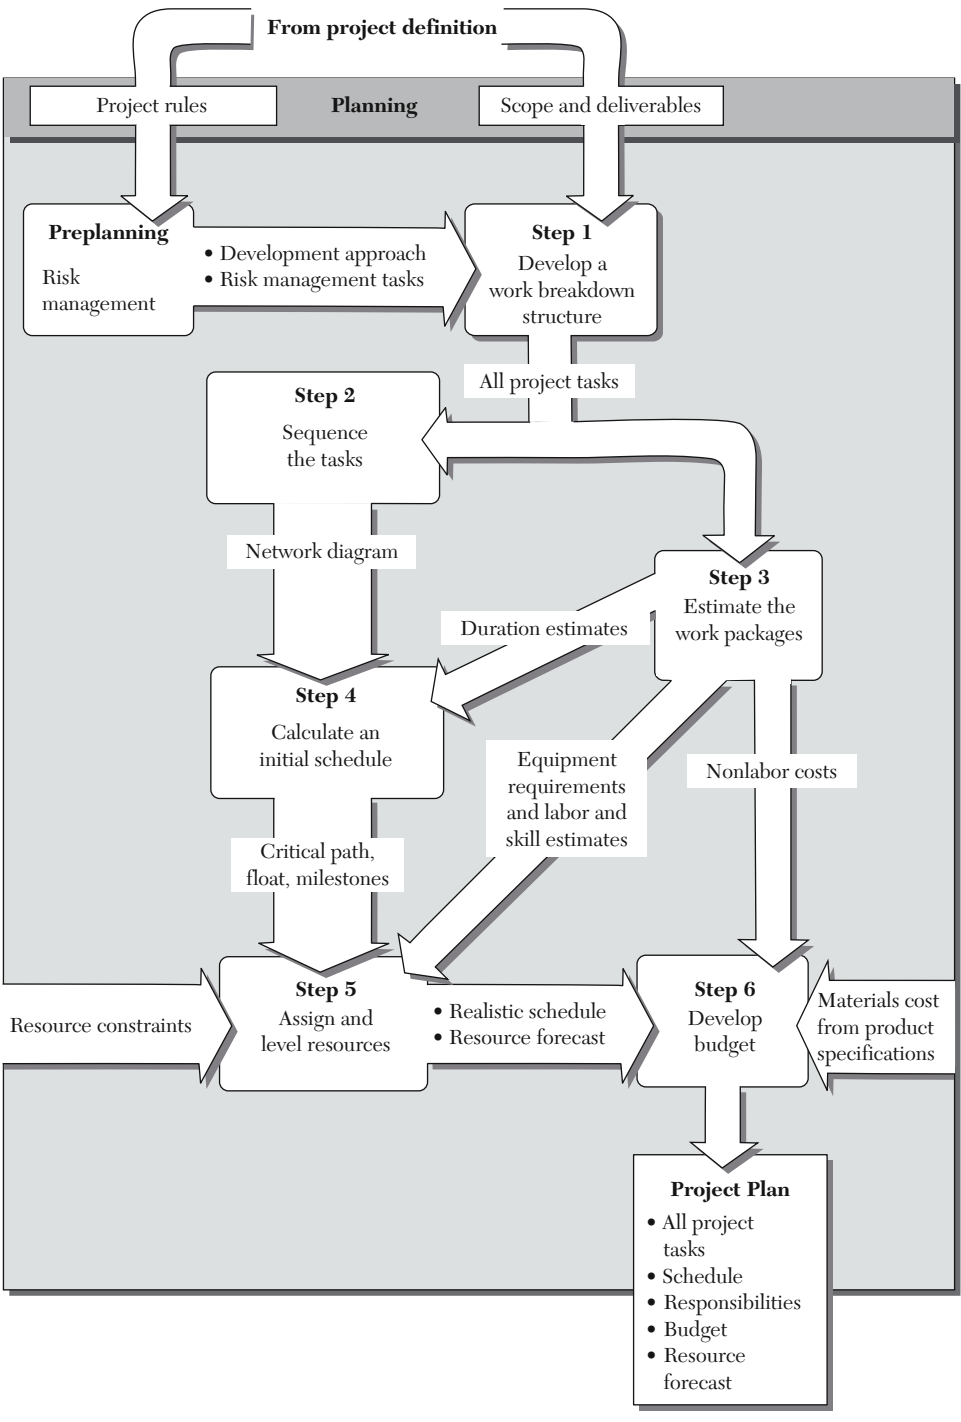 From project definition
Project rules
Planning
Scope and deliverables
Preplanning
Risk
management
• Development approach
• Risk management tasks
Step 1
Develop a
work breakdown
structure
All project tasks
Step 2
Sequence
the tasks
Network diagram
Step 3
Estimate the
work packages
Duration estimates
Step 4
Calculate an
initial schedule
Equipment
requirements
and labor and
skill estimates
Nonlabor costs
Critical path,
float, milestones
Resource constraints
Step 5
Assign and
level resources
• Realistic schedule
• Resource forecast
Step 6
Develop
budget
Materials cost
from product
specifications
Project Plan
• All project
tasks
• Schedule
• Responsibilities
• Budget
• Resource
forecast